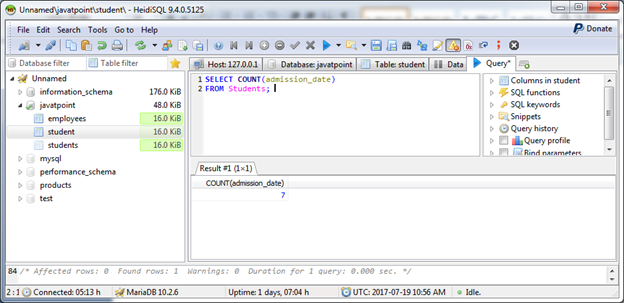 Unnamed\javatpoint\student\ - HeidiSQL 9.4.0.5125
File Edit Search Tools Go to Help
Donate
Database filter
Table filter
Unnamed
information_schema 176.0 KiB
javatpoint 48.0 KiB
employees 16.0 KiB
student 16.0 KiB
students 16.0 KiB
mysql
performance_schema
products
test
Host: 127.0.0.1 Database: javatpoint Table: student Data Query*
1 SELECT COUNT(admission_date)
2 FROM Students;
Columns in student
SQL functions
SQL keywords
Snippets
Query history
Query profile
Bind parameters
Result #1 (1×1)
COUNT(admission_date)
7
84 /* Affected rows: 0 Found rows: 1 Warnings: 0 Duration for 1 query: 0.000 sec. */
2 : 1 Connected: 05:13 h MariaDB 10.2.6 Uptime: 1 days, 07:04 h UTC: 2017-07-19 10:56 AM Idle.